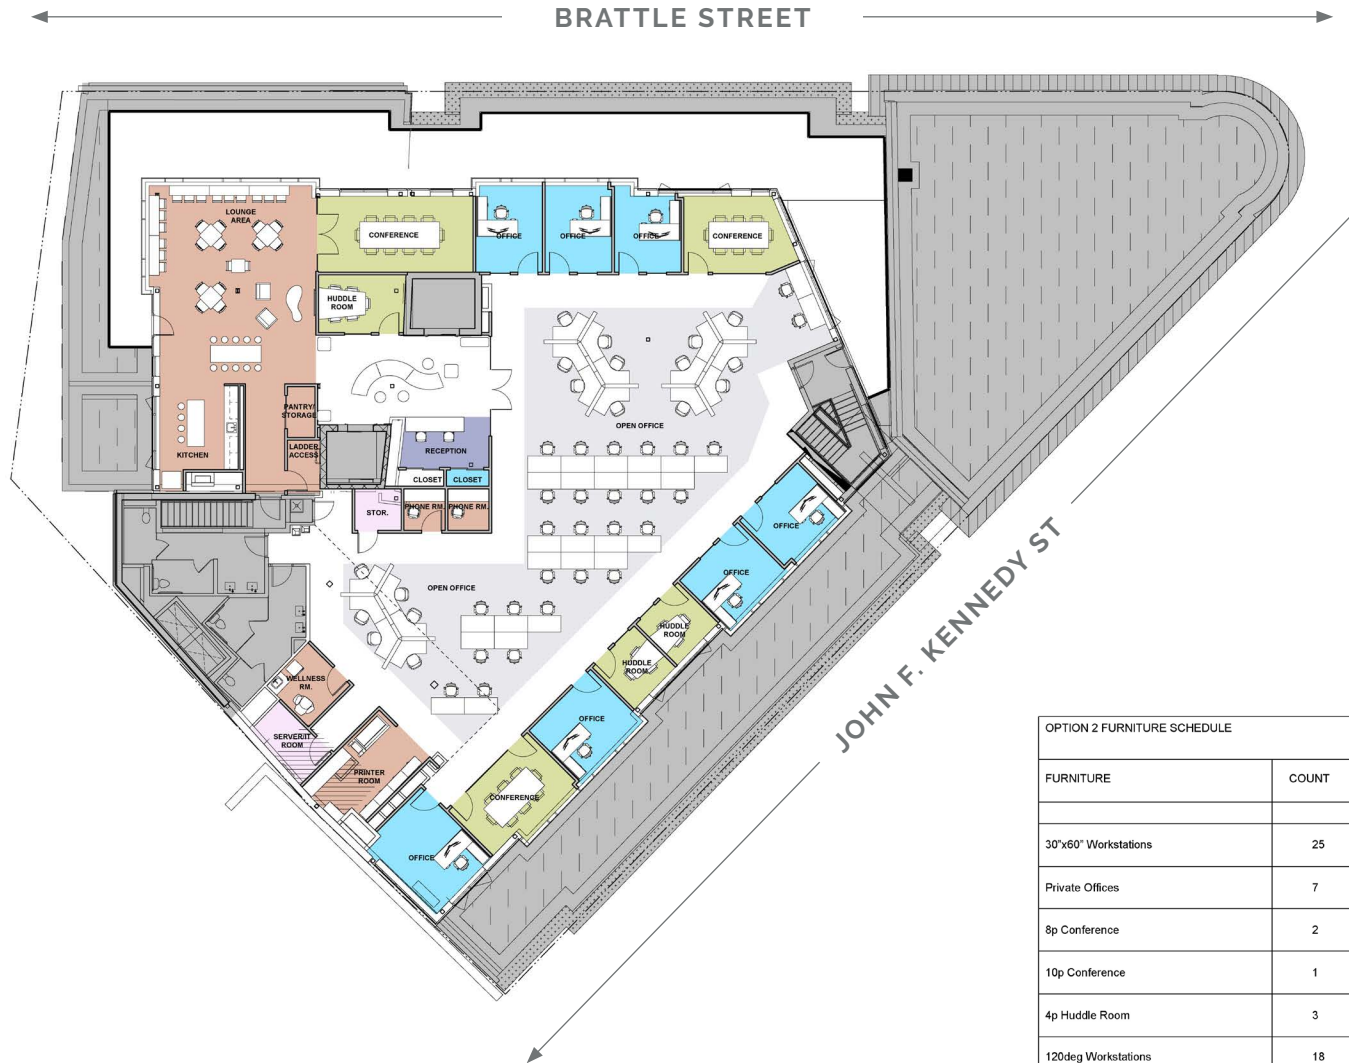 BRATTLE STREET
LOUNGE
AREA
CONFERENCE
OFFICE
OFFICE
OFFICE
CONFERENCE
HUDDLE
ROOM
PANTRY/
STORAGE
OPEN OFFICE
LADDER
ACCESS
KITCHEN
RECEPTION
CLOSET
CLOSET
STOR.
PHONE RM.
PHONE RM.
OFFICE
OFFICE
OPEN OFFICE
HUDDLE
ROOM
HUDDLE
ROOM
WELLNESS
RM.
OFFICE
SERVER/IT
ROOM
PRINTER
ROOM
CONFERENCE
OFFICE
JOHN F. KENNEDY ST
OPTION 2 FURNITURE SCHEDULE
FURNITURE COUNT
30"x60" Workstations 25
Private Offices 7
8p Conference 2
10p Conference 1
4p Huddle Room 3
120deg Workstations 18